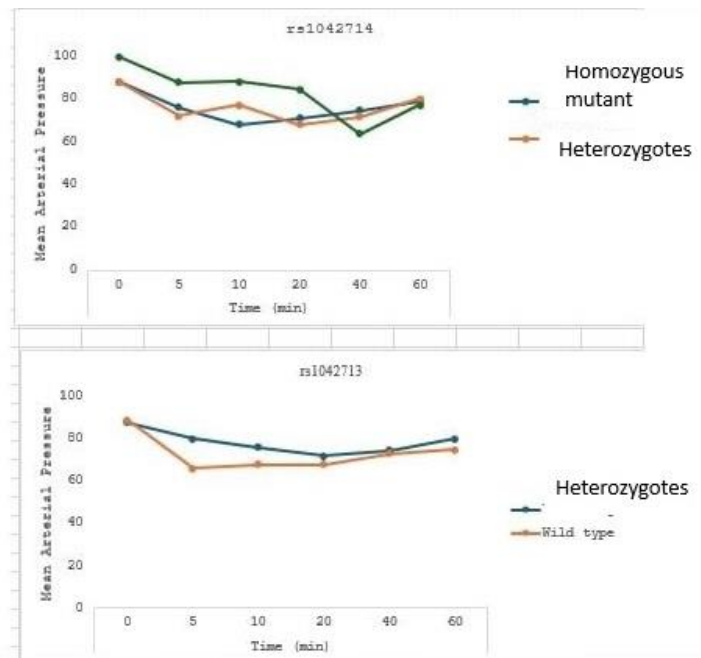 rs1042714
100
80
60
40
20
0
Mean Arterial Pressure
0 5 10 20 40 60
Time (min)
Homozygous
mutant
Heterozygotes
rs1042713
100
80
60
40
20
0
Mean Arterial Pressure
0 5 10 20 40 60
Time (min)
Heterozygotes
Wild type